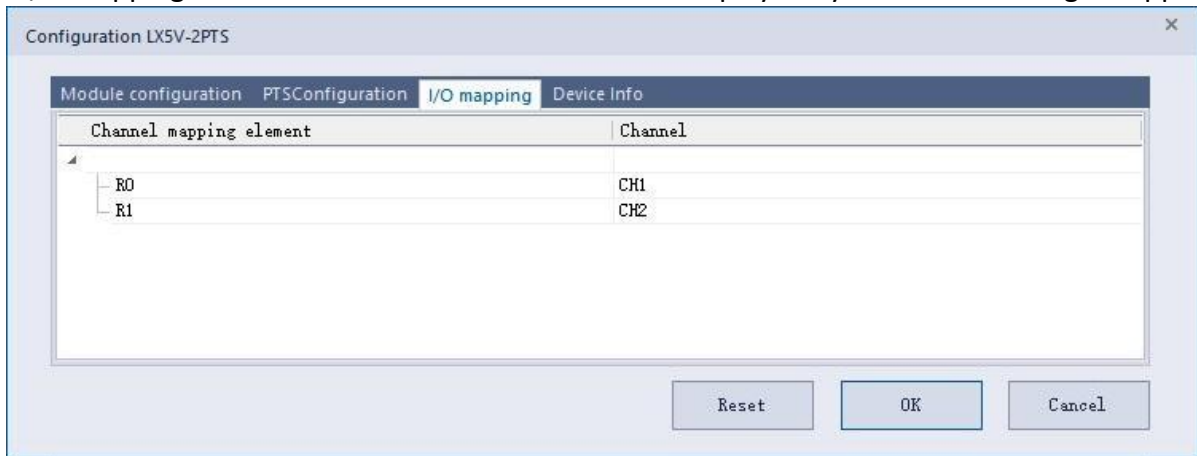 Configuration LX5V-2PTS
Module configuration PTSConfiguration I/O mapping Device Info
Channel mapping element Channel
R0 CH1
R1 CH2
Reset OK Cancel